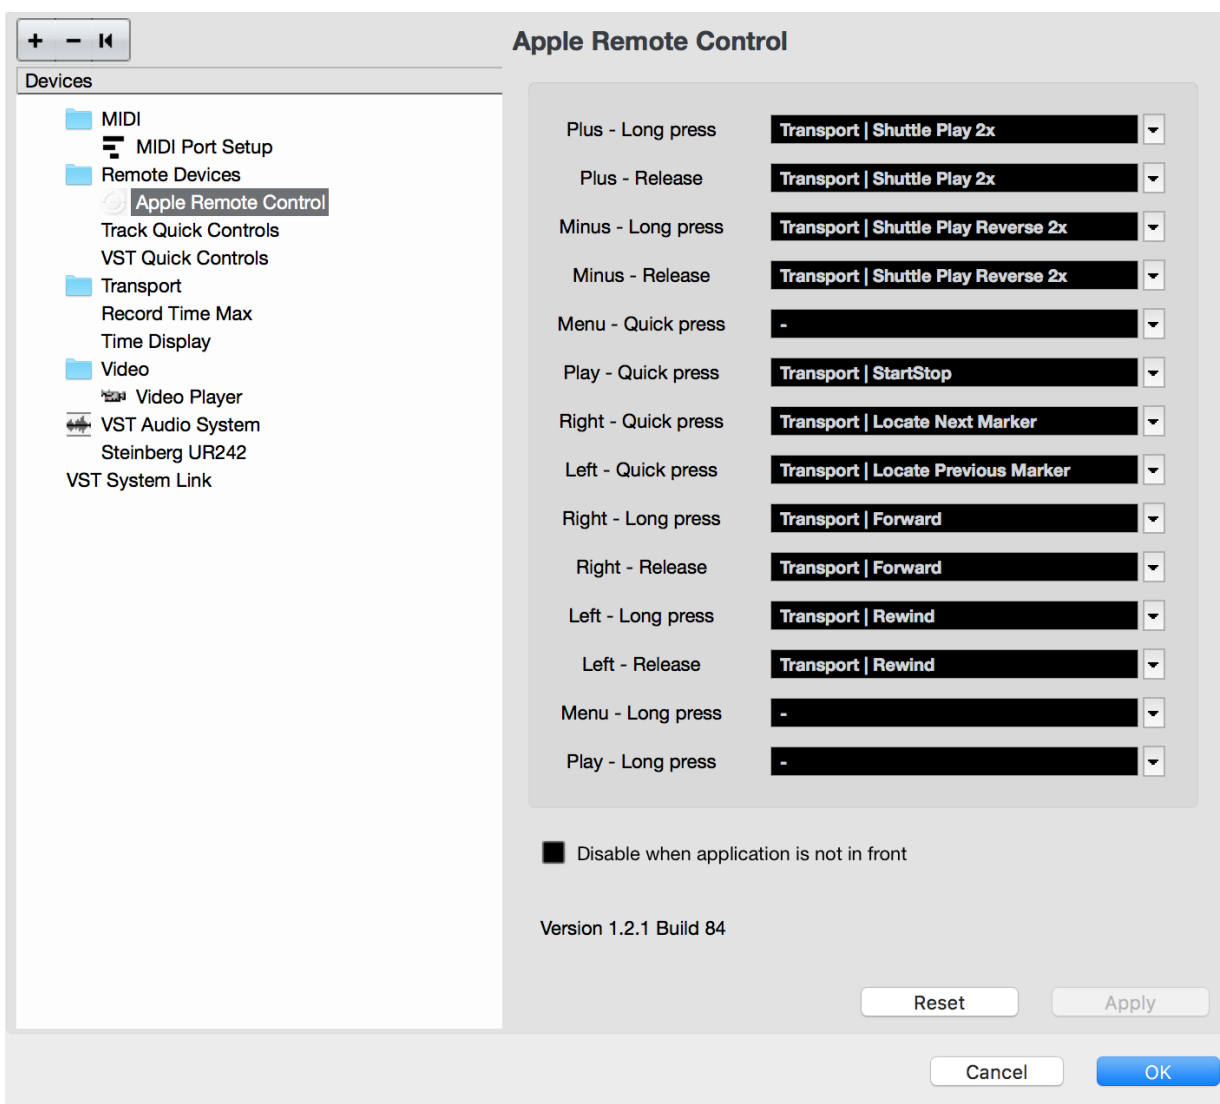 Apple Remote Control
Devices
MIDI
MIDI Port Setup
Remote Devices
Apple Remote Control
Track Quick Controls
VST Quick Controls
Transport
Record Time Max
Time Display
Video
Video Player
VST Audio System
Steinberg UR242
VST System Link
Plus - Long press Transport | Shuttle Play 2x
Plus - Release Transport | Shuttle Play 2x
Minus - Long press Transport | Shuttle Play Reverse 2x
Minus - Release Transport | Shuttle Play Reverse 2x
Menu - Quick press -
Play - Quick press Transport | StartStop
Right - Quick press Transport | Locate Next Marker
Left - Quick press Transport | Locate Previous Marker
Right - Long press Transport | Forward
Right - Release Transport | Forward
Left - Long press Transport | Rewind
Left - Release Transport | Rewind
Menu - Long press -
Play - Long press -
Disable when application is not in front
Version 1.2.1 Build 84
Reset Apply
Cancel OK